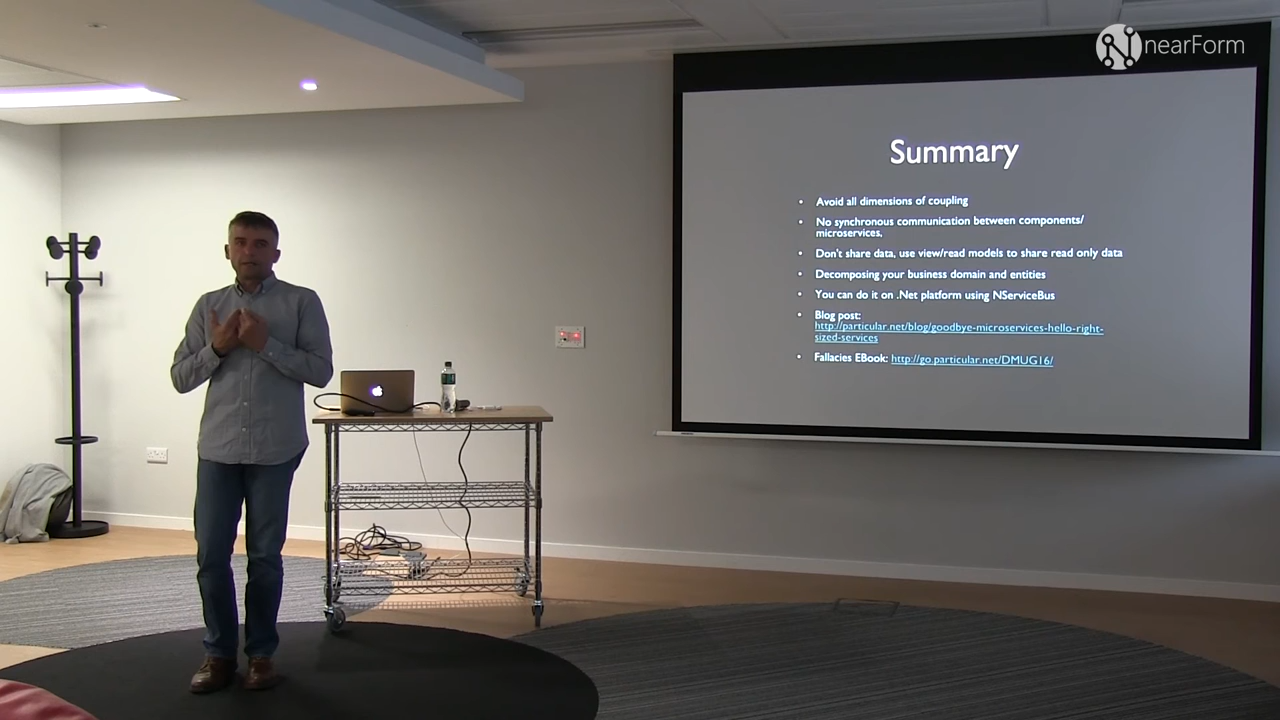 nearForm
Summary
• Avoid all dimensions of coupling
• No synchronous communication between components/
microservices,
• Don't share data, use view/read models to share read only data
• Decomposing your business domain and entities
• You can do it on .Net platform using NServiceBus
• Blog post:
http://particular.net/blog/goodbye-microservices-hello-right-
sized-services
• Fallacies EBook: http://go.particular.net/DMUG16/